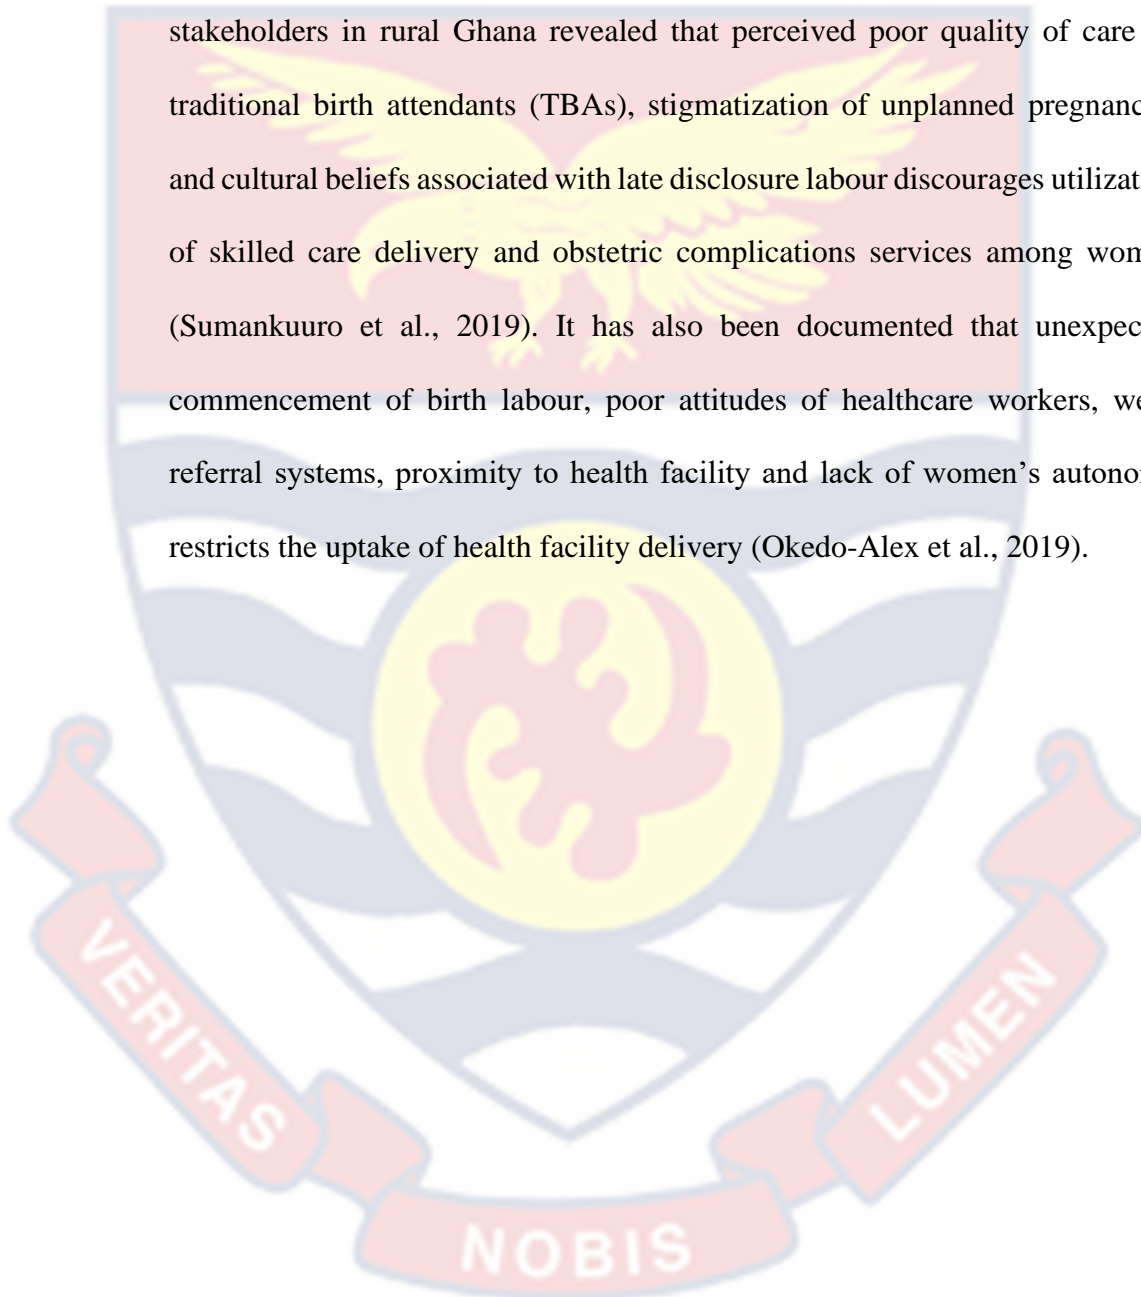 stakeholders in rural Ghana revealed that perceived poor quality of care
traditional birth attendants (TBAs), stigmatization of unplanned pregnanc
and cultural beliefs associated with late disclosure labour discourages utilizat
of skilled care delivery and obstetric complications services among wom
(Sumankuuro et al., 2019). It has also been documented that unexpec
commencement of birth labour, poor attitudes of healthcare workers, we
referral systems, proximity to health facility and lack of women’s autono
restricts the uptake of health facility delivery (Okedo-Alex et al., 2019).
VERITAS
NOBIS
LUMEN